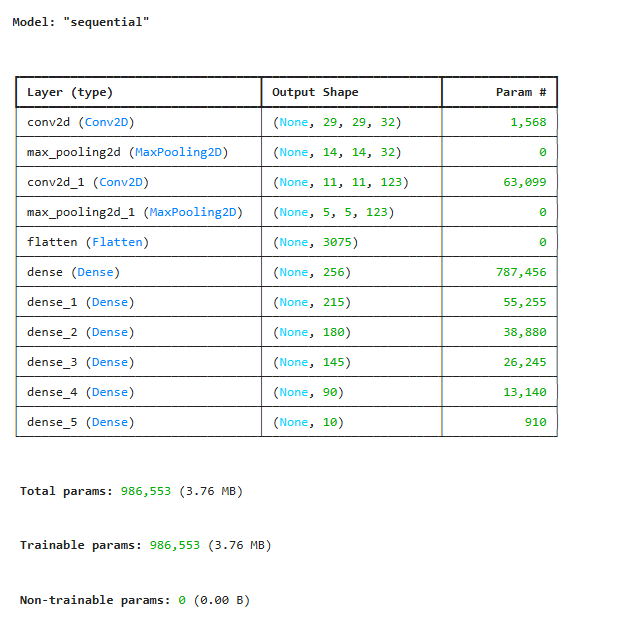 Model: "sequential"
Layer (type) Output Shape Param #
conv2d (Conv2D) (None, 29, 29, 32) 1,568
max_pooling2d (MaxPooling2D) (None, 14, 14, 32) 0
conv2d_1 (Conv2D) (None, 11, 11, 123) 63,099
max_pooling2d_1 (MaxPooling2D) (None, 5, 5, 123) 0
flatten (Flatten) (None, 3075) 0
dense (Dense) (None, 256) 787,456
dense_1 (Dense) (None, 215) 55,255
dense_2 (Dense) (None, 180) 38,880
dense_3 (Dense) (None, 145) 26,245
dense_4 (Dense) (None, 90) 13,140
dense_5 (Dense) (None, 10) 910
Total params: 986,553 (3.76 MB)
Trainable params: 986,553 (3.76 MB)
Non-trainable params: 0 (0.00 B)